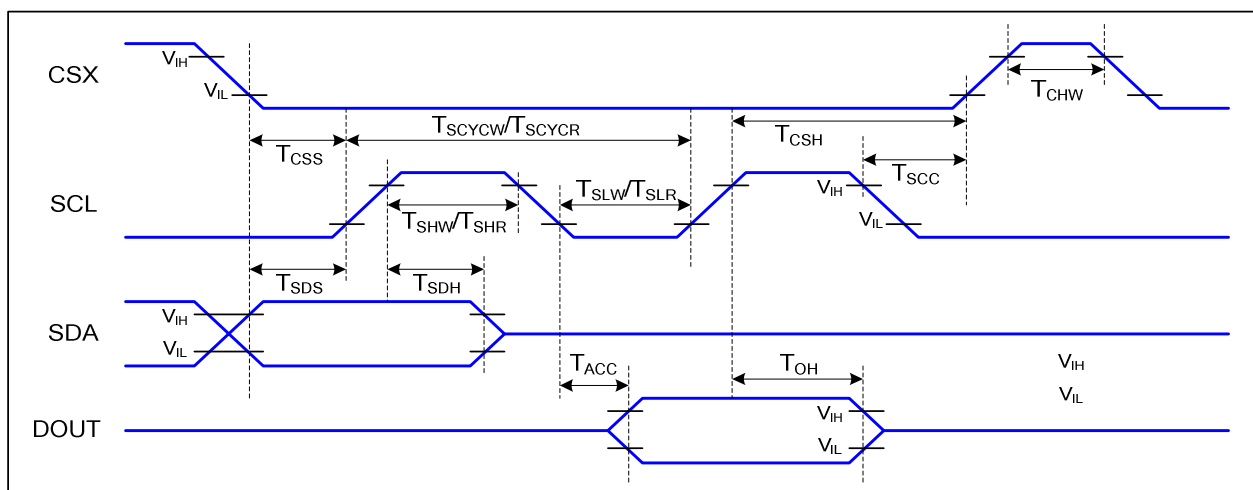 CSX
VIH
VIL
TCHW
TSCYCW/TSCYCR
TCSH
TCSS
TSCC
SCL
TSHW/TSHR
TSLW/TSLR
VIH
VIL
TSDS
TSDH
SDA
VIH
VIL
TACC
TOH
VIH
VIL
DOUT
VIH
VIL